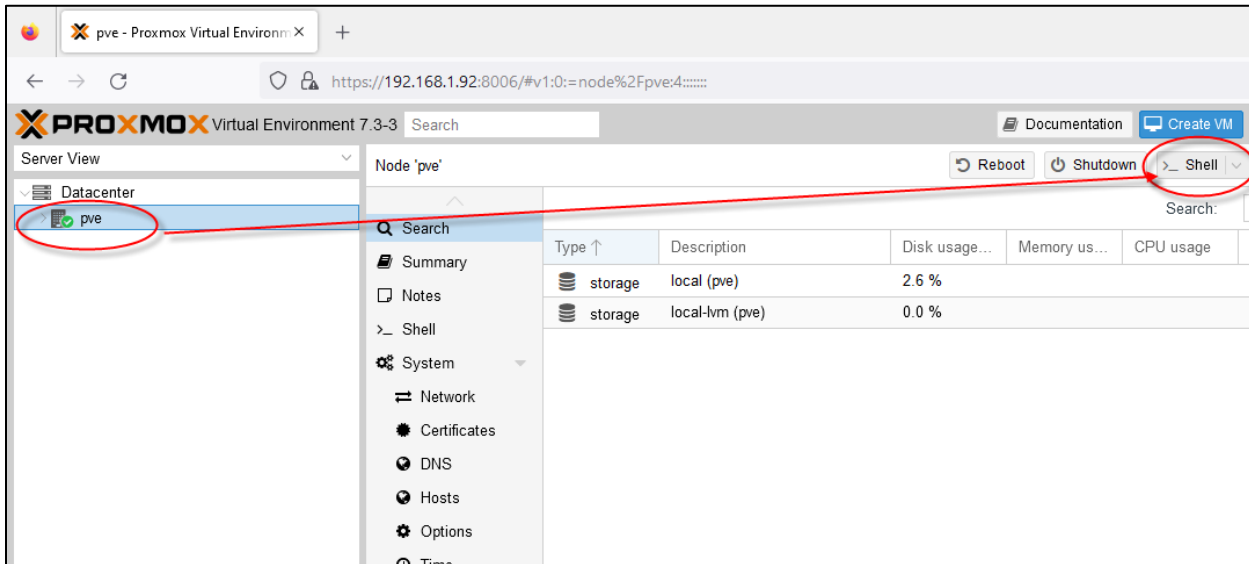 pve - Proxmox Virtual Environm
https://192.168.1.92:8006/#v1:0:=node%2Fpve:4:::::::
PROXMOX Virtual Environment 7.3-3 Search Documentation Create VM
Server View
Node 'pve' Reboot Shutdown >_ Shell
Datacenter
pve
Search:
Search
Summary
Notes
>_ Shell
System
Network
Certificates
DNS
Hosts
Options
Time
Type ↑ Description Disk usage... Memory us... CPU usage
storage local (pve) 2.6 %
storage local-lvm (pve) 0.0 %